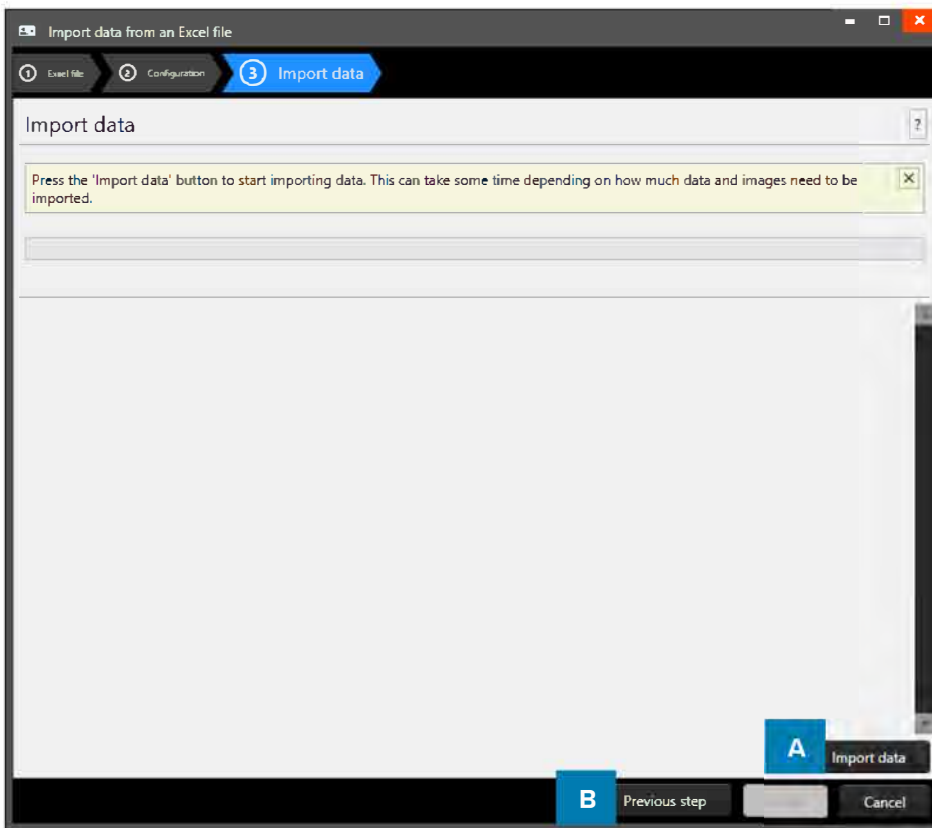 Import data from an Excel file
1 Excel file 2 Configuration 3 Import data
Import data
?
Press the 'Import data' button to start importing data. This can take some time depending on how much data and images need to be
imported.
A Import data
B Previous step Cancel